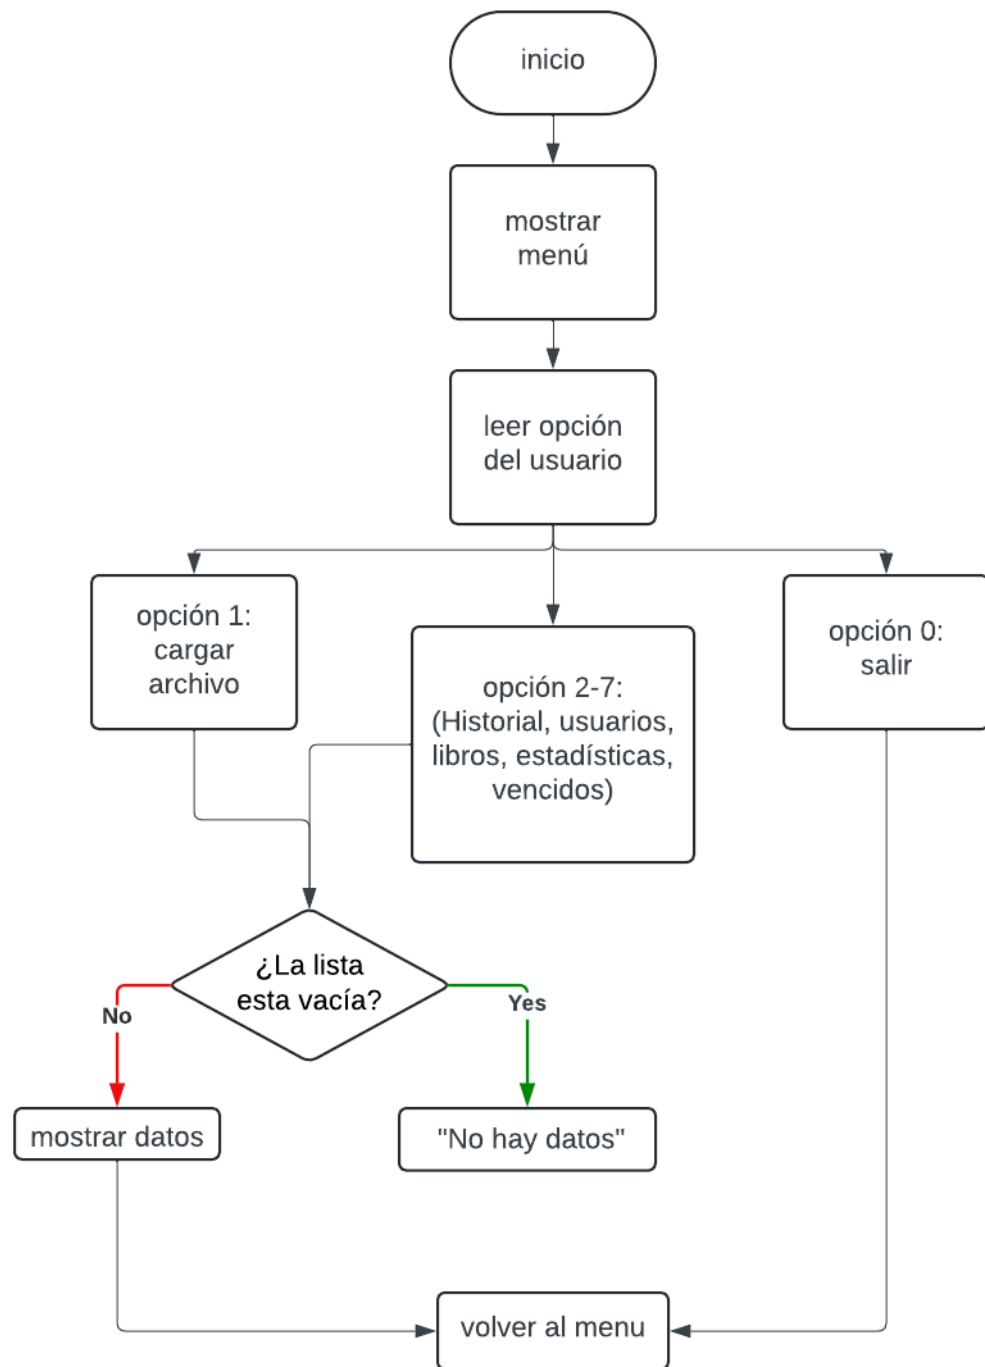 inicio
mostrar
menú
leer opción
del usuario
opción 1:
cargar
archivo
opción 2-7:
(Historial, usuarios,
libros, estadísticas,
vencidos)
opción 0:
salir
¿La lista
esta vacía?
No
Yes
mostrar datos
"No hay datos"
volver al menu